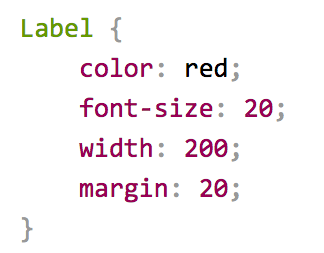 Label {
    color: red;
    font-size: 20;
    width: 200;
    margin: 20;
}